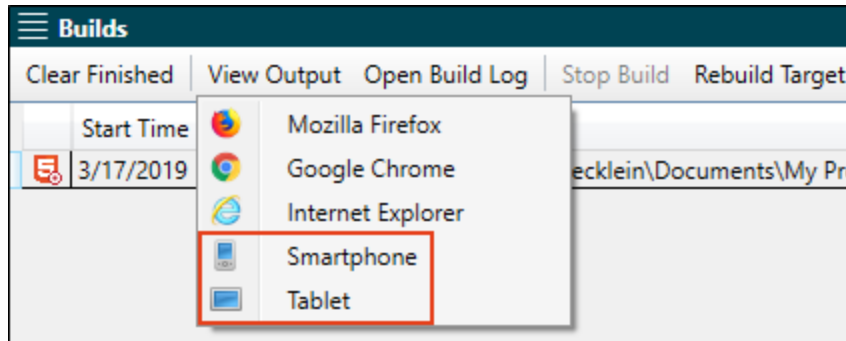 Builds
Clear Finished View Output Open Build Log Stop Build Rebuild Target
Start Time
Mozilla Firefox
3/17/2019
Google Chrome
ecklein\Documents\My Pr
Internet Explorer
Smartphone
Tablet